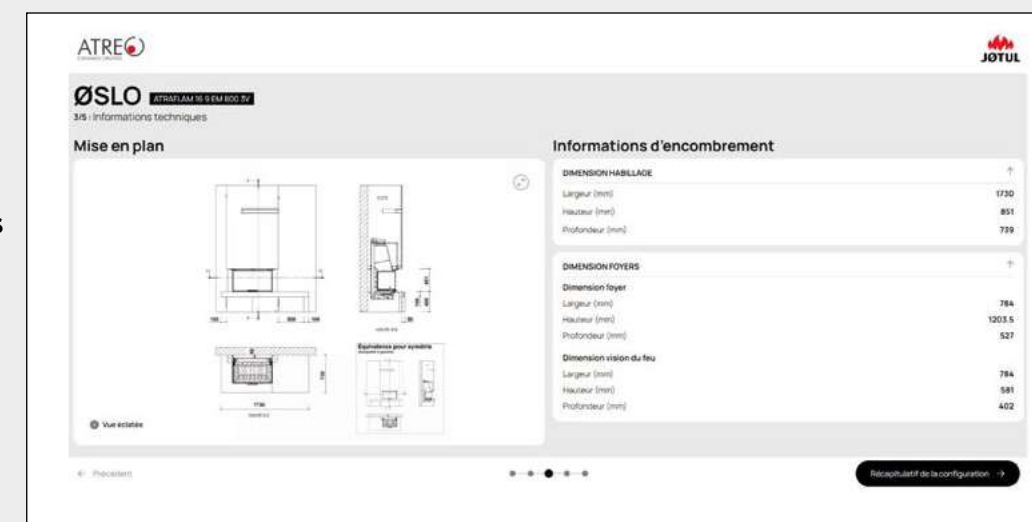 s
ATRE
JØTUL
ØSLO ATRAFLAM 16/9 EM 800 3V
3/5 : Informations techniques
Mise en plan
Informations d'encombrement
DIMENSION HABILLAGE
Largeur (mm) 1730
Hauteur (mm) 851
Profondeur (mm) 739
DIMENSION FOYERS
Dimension foyer
Largeur (mm) 784
Hauteur (mm) 1203.5
Profondeur (mm) 527
Dimension vision du feu
Largeur (mm) 784
Hauteur (mm) 581
Profondeur (mm) 402
Equivalence pour symétrie
1730
Vue éclatée
Précédent
Récapitulatif de la configuration